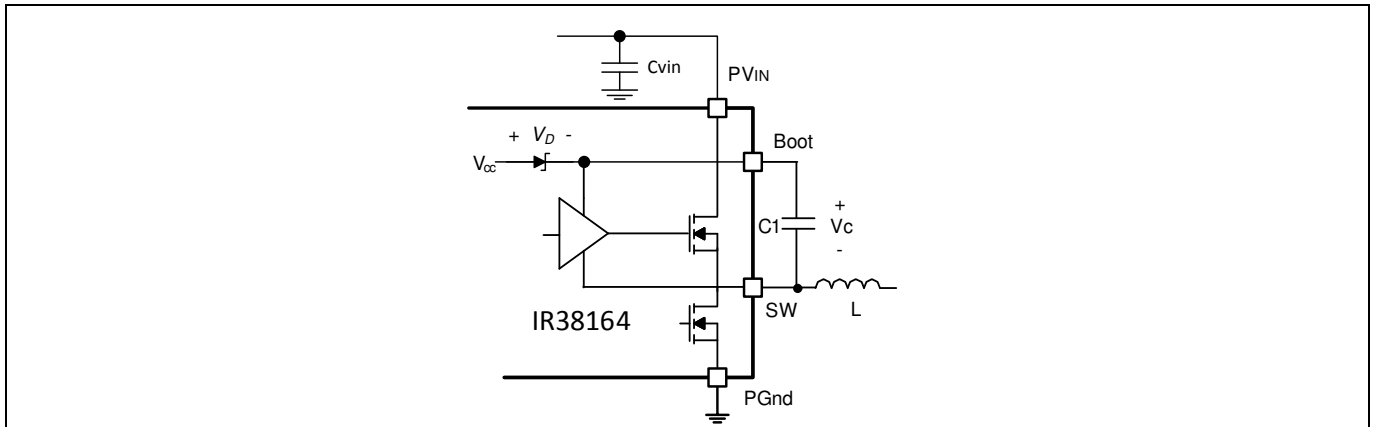 Cvin
PVIN
+ VD -
Boot
Vcc
+
C1
Vc
-
SW
L
IR38164
PGnd